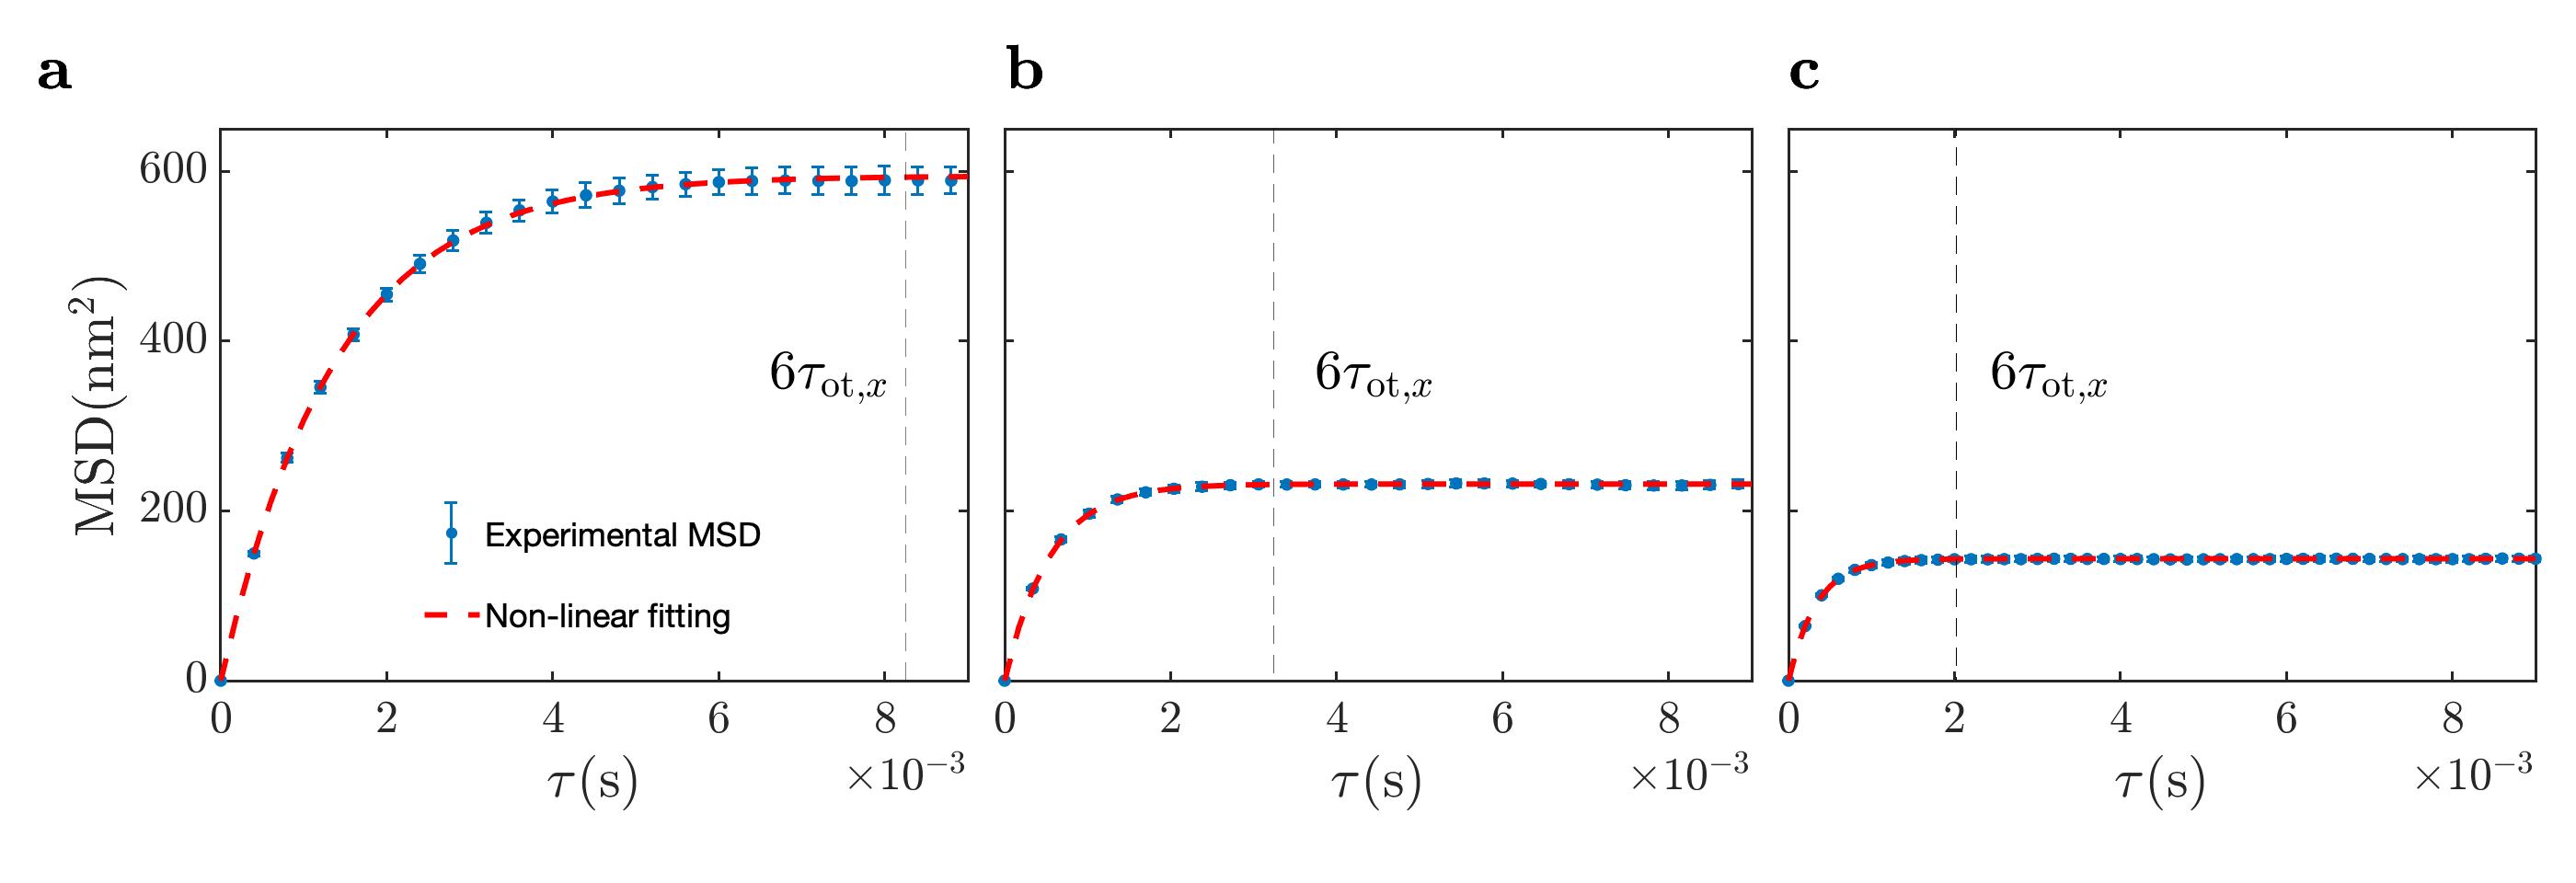 a
b
c
MSD(nm²)
600
400
200
0
6τot,x
6τot,x
6τot,x
Experimental MSD
Non-linear fitting
0 2 4 6 8
0 2 4 6 8
0 2 4 6 8
τ(s)
×10⁻³
τ(s)
×10⁻³
τ(s)
×10⁻³